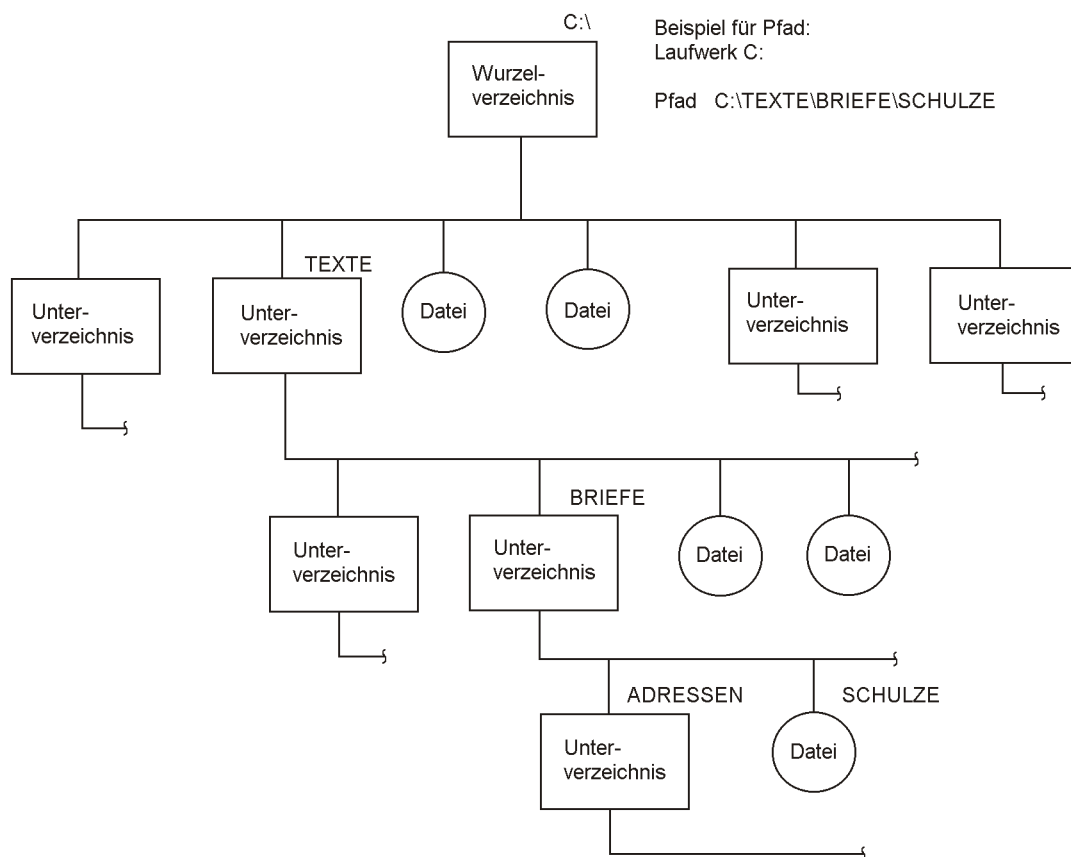 C:\
Beispiel für Pfad:
Laufwerk C:
Pfad C:\TEXTE\BRIEFE\SCHULZE
Wurzel-
verzeichnis
TEXTE
Unter-
verzeichnis
Unter-
verzeichnis
Datei
Datei
Unter-
verzeichnis
Unter-
verzeichnis
BRIEFE
Unter-
verzeichnis
Unter-
verzeichnis
Datei
Datei
ADRESSEN
SCHULZE
Unter-
verzeichnis
Datei